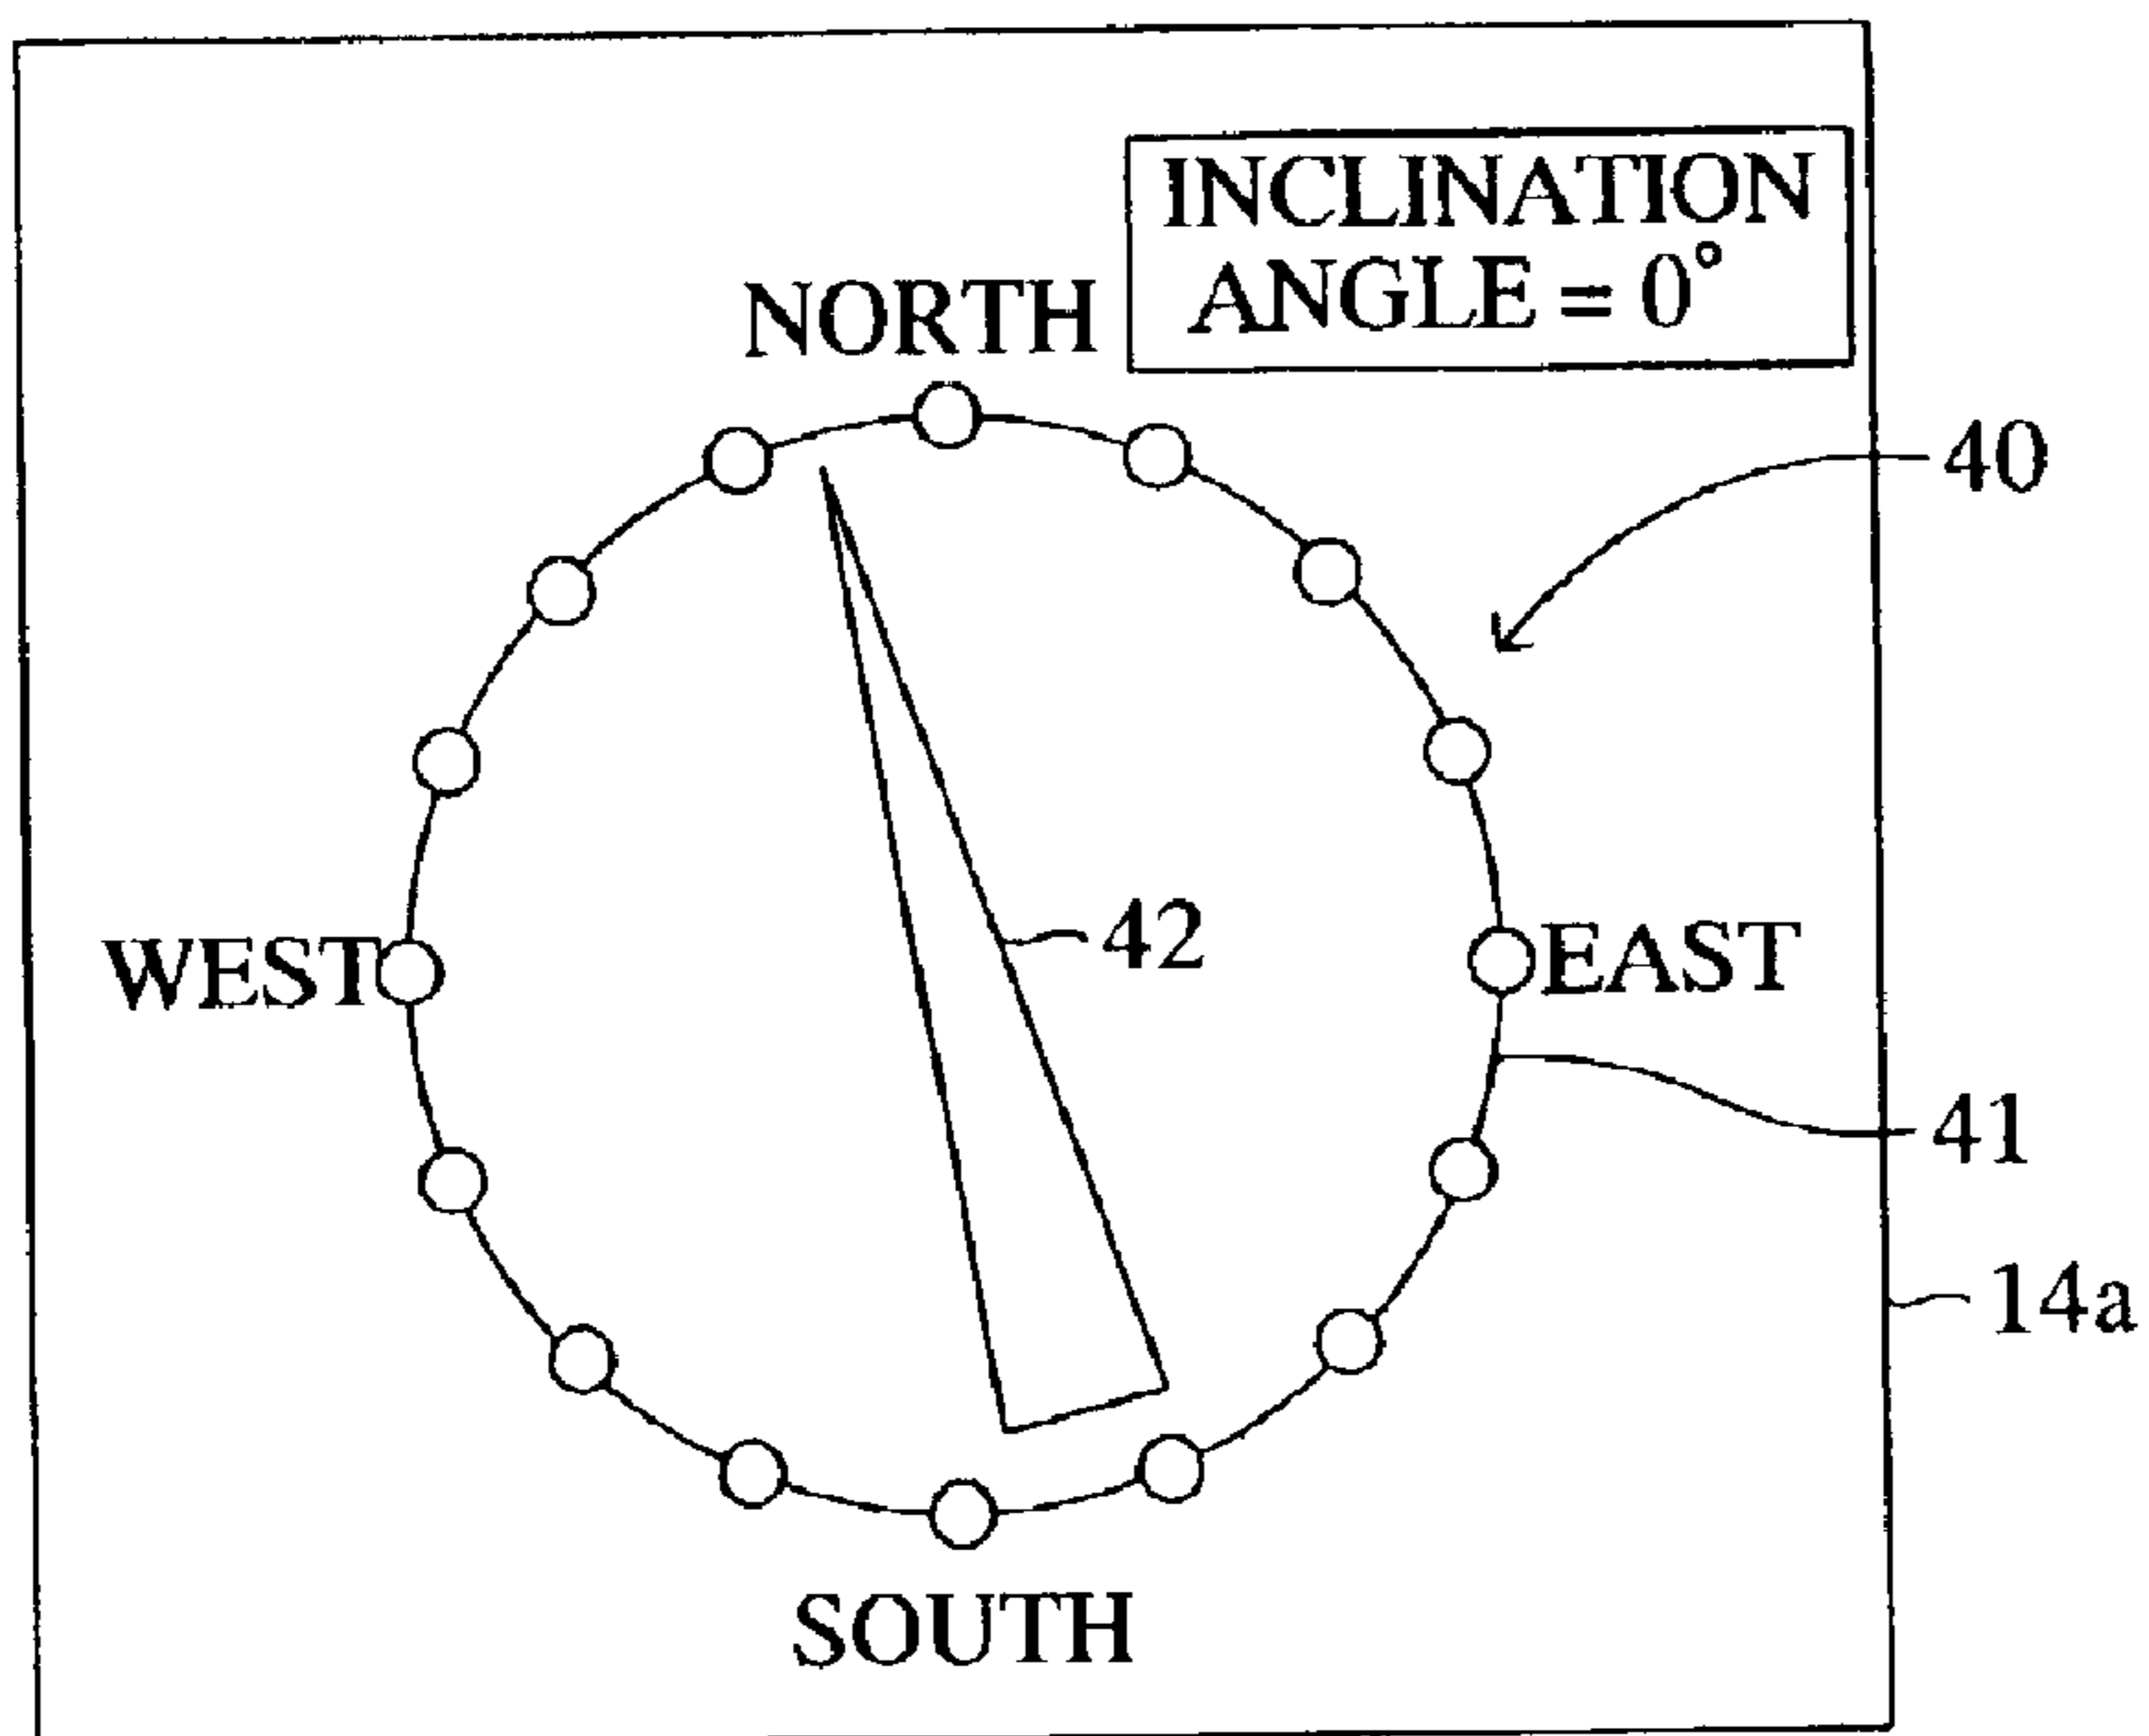 INCLINATION
ANGLE = 0°
NORTH
40
WEST
42
EAST
41
14a
SOUTH